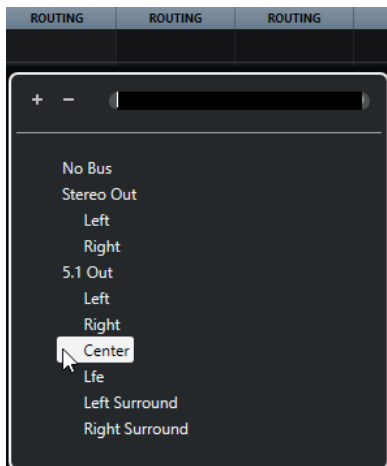 ROUTING ROUTING ROUTING
+ −
No Bus
Stereo Out
Left
Right
5.1 Out
Left
Right
Center
Lfe
Left Surround
Right Surround